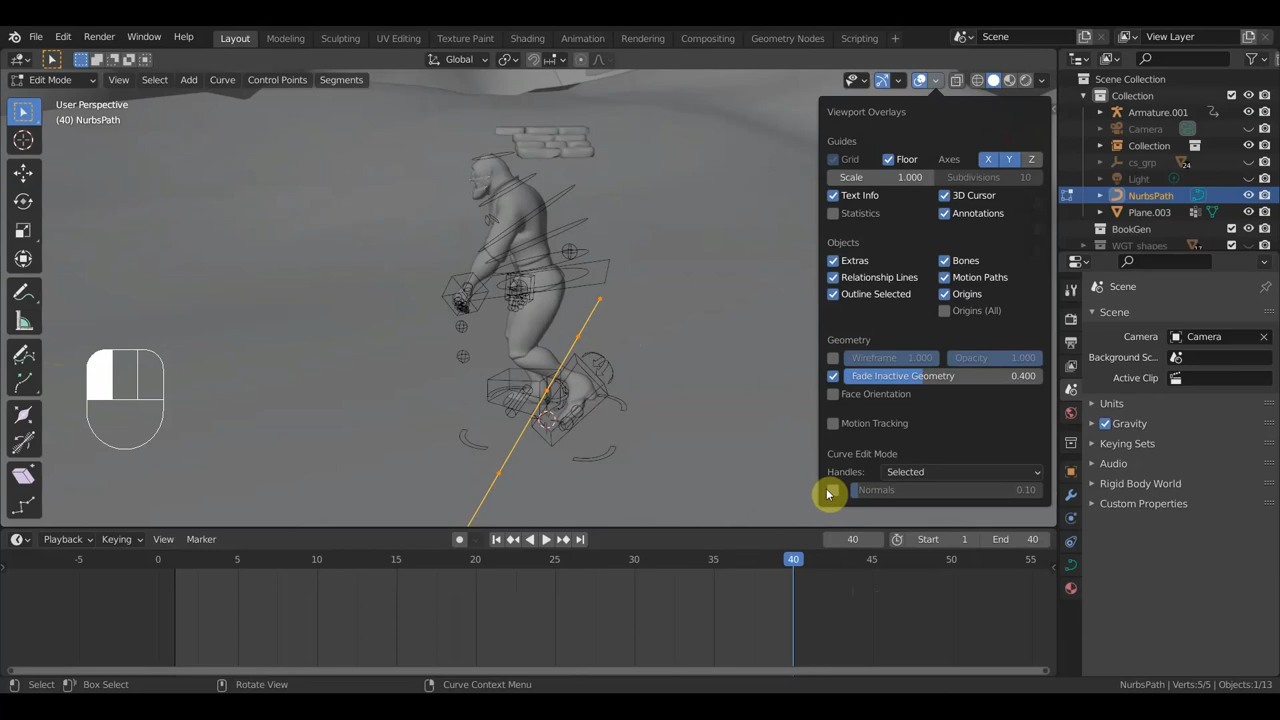 File Edit Render Window Help Layout Modeling Sculpting UV Editing Texture Paint Shading Animation Rendering Compositing Geometry Nodes Scripting + Scene View Layer
Global
Edit Mode View Select Add Curve Control Points Segments
User Perspective
(40) NurbsPath
Viewport Overlays
Guides
Grid Floor Axes X Y Z
Scale 1.000 Subdivisions 10
Text Info 3D Cursor
Statistics Annotations
Objects
Extras Bones
Relationship Lines Motion Paths
Outline Selected Origins
Origins (All)
Geometry
Wireframe 1.000 Opacity 1.000
Fade Inactive Geometry 0.400
Face Orientation
Motion Tracking
Curve Edit Mode
Handles: Selected
Normals 0.10
Scene Collection
Collection
Armature.001
Camera
Collection
cs_grp 24
Light
NurbsPath
Plane.003
BookGen
WGT_shapes
Scene
Scene
Camera Camera
Background Sc...
Active Clip
Units
Gravity
Keying Sets
Audio
Rigid Body World
Custom Properties
Playback Keying View Marker 40 Start 1 End 40
-5 0 5 10 15 20 25 30 35 40 45 50 55
Select Box Select Rotate View Curve Context Menu NurbsPath | Verts:5/5 | Objects:1/13